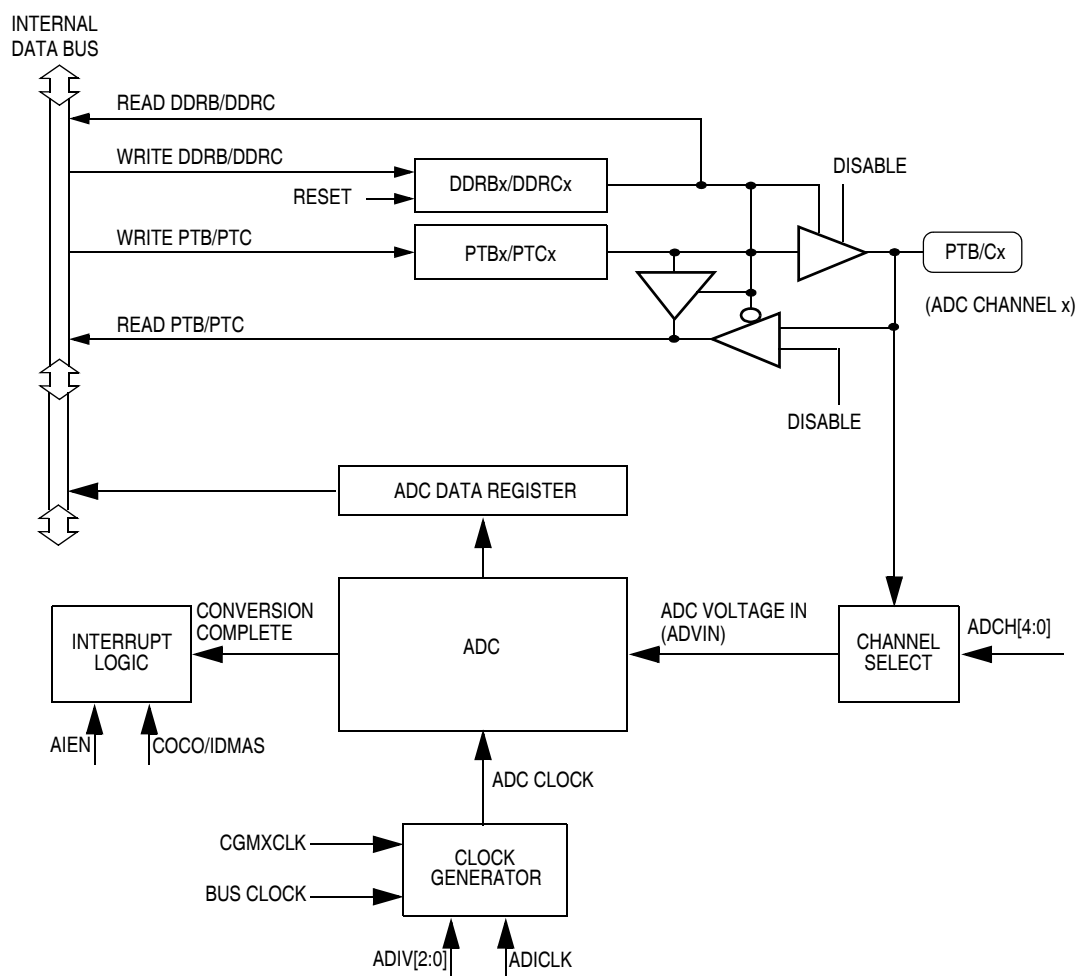 INTERNAL
DATA BUS
READ DDRB/DDRC
WRITE DDRB/DDRC
RESET
DDRBx/DDRCx
DISABLE
WRITE PTB/PTC
PTBx/PTCx
PTB/Cx
(ADC CHANNEL x)
READ PTB/PTC
DISABLE
ADC DATA REGISTER
INTERRUPT
LOGIC
CONVERSION
COMPLETE
ADC
ADC VOLTAGE IN
(ADVIN)
CHANNEL
SELECT
ADCH[4:0]
AIEN
COCO/IDMAS
ADC CLOCK
CGMXCLK
BUS CLOCK
CLOCK
GENERATOR
ADIV[2:0]
ADICLK